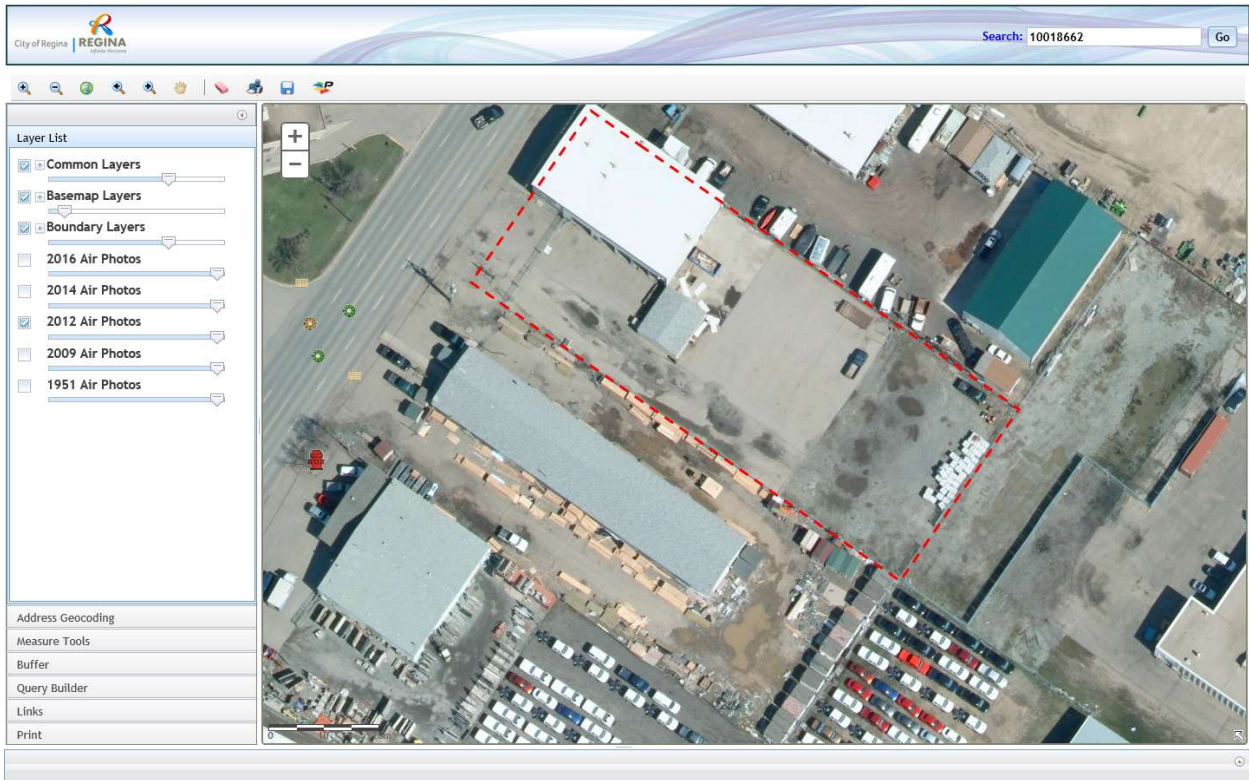 City of Regina | REGINA
Infinite Horizons
Search: 10018662 Go
P
Layer List
Common Layers
Basemap Layers
Boundary Layers
2016 Air Photos
2014 Air Photos
2012 Air Photos
2009 Air Photos
1951 Air Photos
Address Geocoding
Measure Tools
Buffer
Query Builder
Links
Print
0